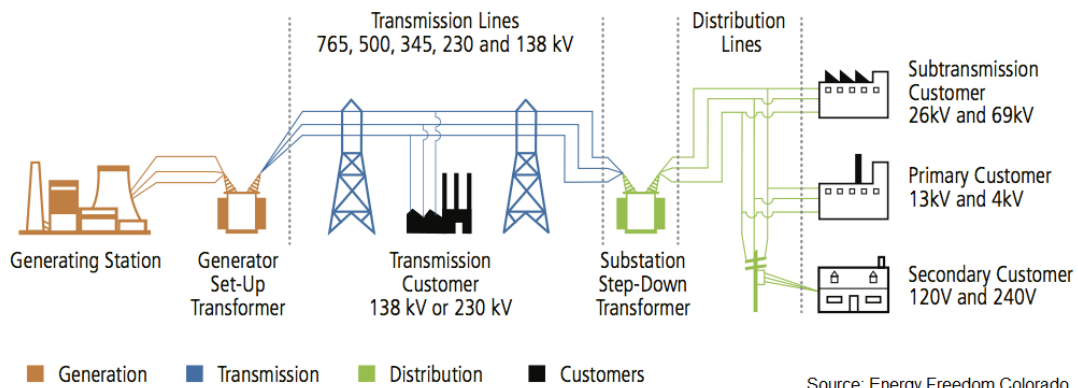 Transmission Lines
765, 500, 345, 230 and 138 kV
Distribution
Lines
Subtransmission
Customer
26kV and 69kV
Primary Customer
13kV and 4kV
Secondary Customer
120V and 240V
Generating Station
Generator
Set-Up
Transformer
Transmission
Customer
138 kV or 230 kV
Substation
Step-Down
Transformer
Generation
Transmission
Distribution
Customers
Source: Energy Freedom Colorado